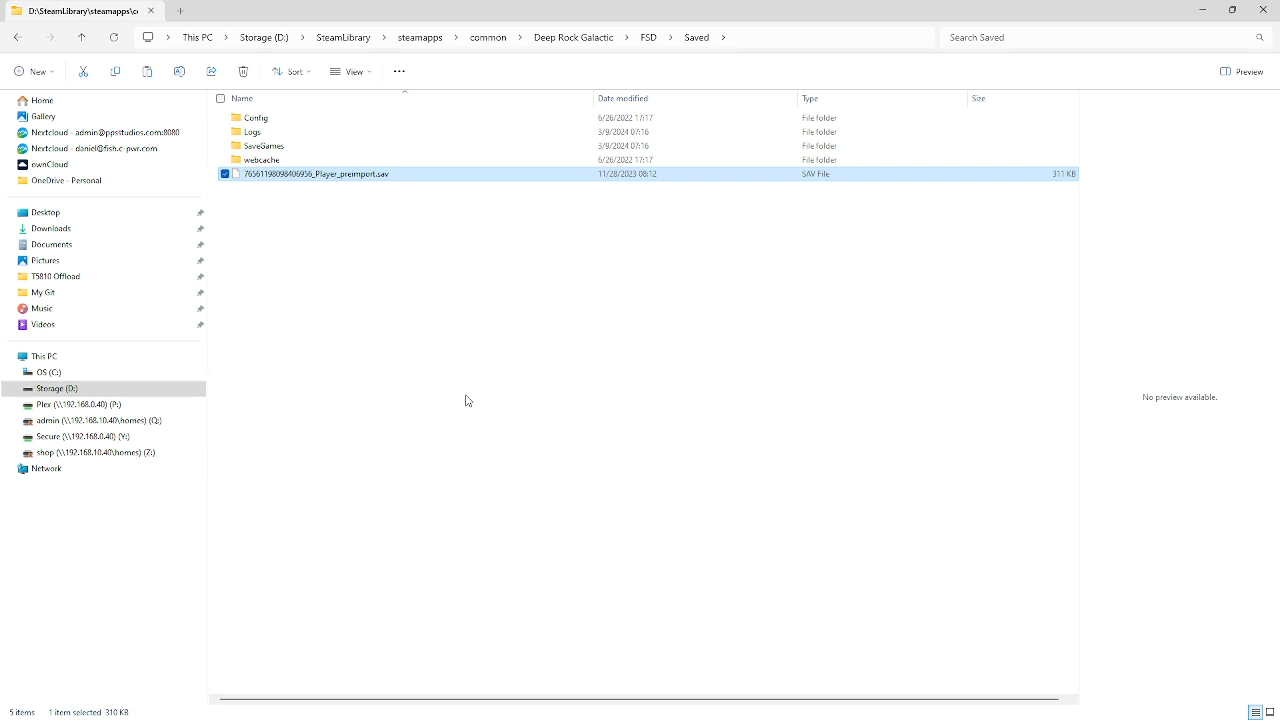 D:\SteamLibrary\steamapps\co
This PC > Storage (D:) > SteamLibrary > steamapps > common > Deep Rock Galactic > FSD > Saved >
Search Saved
New
Sort
View
Preview
Name Date modified Type Size
Home
Gallery
Nextcloud - admin@ppsstudios.com:8080
Nextcloud - daniel@fish.c-pwr.com
ownCloud
OneDrive - Personal
Desktop
Downloads
Documents
Pictures
T5810 Offload
My Git
Music
Videos
This PC
OS (C:)
Storage (D:)
Plex (\\192.168.0.40) (P:)
admin (\\192.168.10.40\homes) (Q:)
Secure (\\192.168.0.40) (Y:)
shop (\\192.168.10.40\homes) (Z:)
Network
Config 6/26/2022 17:17 File folder
Logs 3/9/2024 07:16 File folder
SaveGames 3/9/2024 07:16 File folder
webcache 6/26/2022 17:17 File folder
76561198098406956_Player_preimport.sav 11/28/2023 08:12 SAV File 311 KB
No preview available.
5 items 1 item selected 310 KB